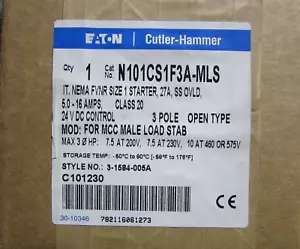 EATON Cutler-Hammer
Qty 1 Cat No. N101CS1F3A-MLS
IT. NEMA FVNR SIZE 1 STARTER, 27A, SS OVLD,
5.0 - 16 AMPS, CLASS 20
24 V DC CONTROL 3 POLE OPEN TYPE
MOD: FOR MCC MALE LOAD STAB
MAX 3 Ø HP: 7.5 AT 200V, 7.5 AT 230V, 10 AT 460 OR 575V
STORAGE TEMP: - 50°C to 80°C [- 58°F to 176°F]
STYLE NO. 3-1584-005A
C101230
30-10346 782116061273